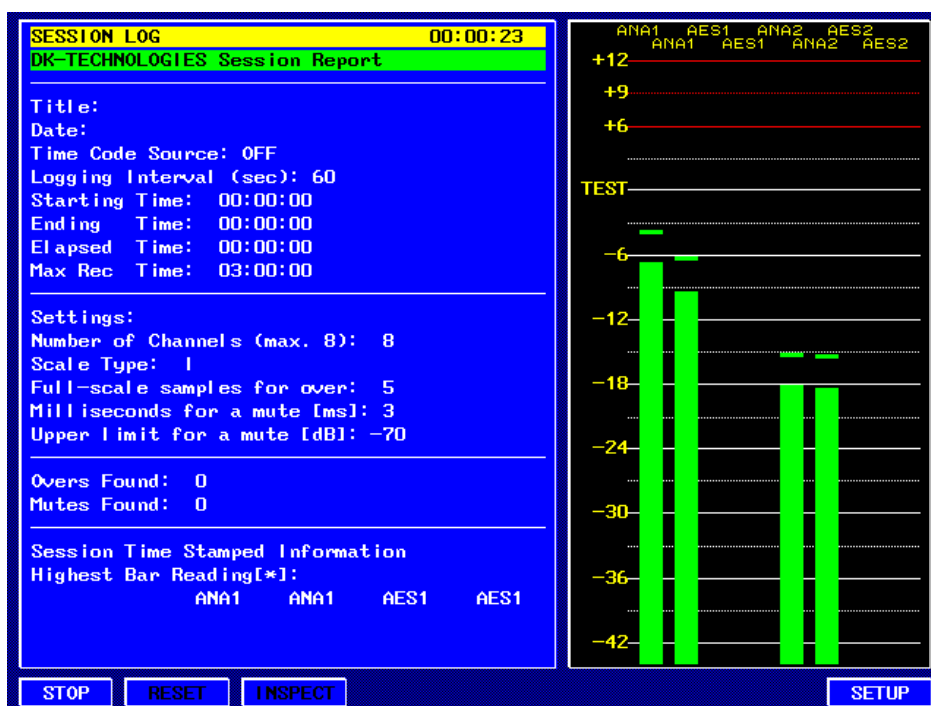 SESSION LOG 00:00:23
DK-TECHNOLOGIES Session Report
Title:
Date:
Time Code Source: OFF
Logging Interval (sec): 60
Starting Time: 00:00:00
Ending Time: 00:00:00
Elapsed Time: 00:00:00
Max Rec Time: 03:00:00
Settings:
Number of Channels (max. 8): 8
Scale Type: I
Full-scale samples for over: 5
Milliseconds for a mute [ms]: 3
Upper limit for a mute [dB]: -70
Overs Found: 0
Mutes Found: 0
Session Time Stamped Information
Highest Bar Reading[*]:
ANA1 ANA1 AES1 AES1
ANA1 AES1 ANA2 AES2
ANA1 AES1 ANA2 AES2
+12
+9
+6
TEST
-6
-12
-18
-24
-30
-36
-42
STOP RESET INSPECT SETUP